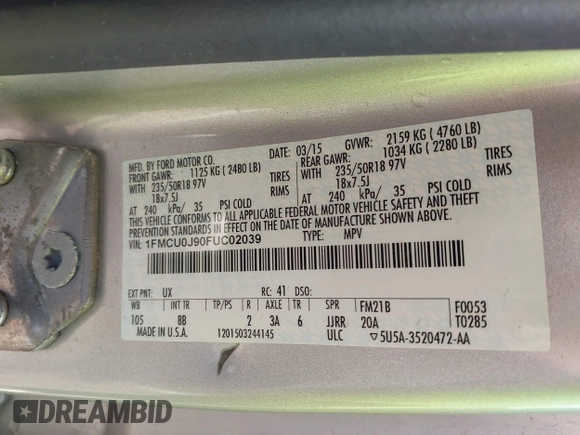 MFD. BY FORD MOTOR CO.
DATE: 03/15 GVWR: 2159 KG ( 4760 LB)
FRONT GAWR: 1125 KG ( 2480 LB) REAR GAWR: 1034 KG ( 2280 LB)
WITH 235/50R18 97V TIRES WITH 235/50R18 97V TIRES
18x7.5J RIMS 18x7.5J RIMS
AT 240 kPa/ 35 PSI COLD AT 240 kPa/ 35 PSI COLD
THIS VEHICLE CONFORMS TO ALL APPLICABLE FEDERAL MOTOR VEHICLE SAFETY AND THEFT
PREVENTION STANDARDS IN EFFECT ON THE DATE OF MANUFACTURE SHOWN ABOVE.
VIN: 1FMCU0J90FUC02039 TYPE: MPV
EXT PNT: UX RC: 41 DSO:
WB INT TR TP/PS R AXLE TR SPR FM21B F0053
105 8B 2 3A 6 JJRR 20A T0285
MADE IN U.S.A. 1201503244145 ULC 5U5A-3520472-AA
DREAMBID